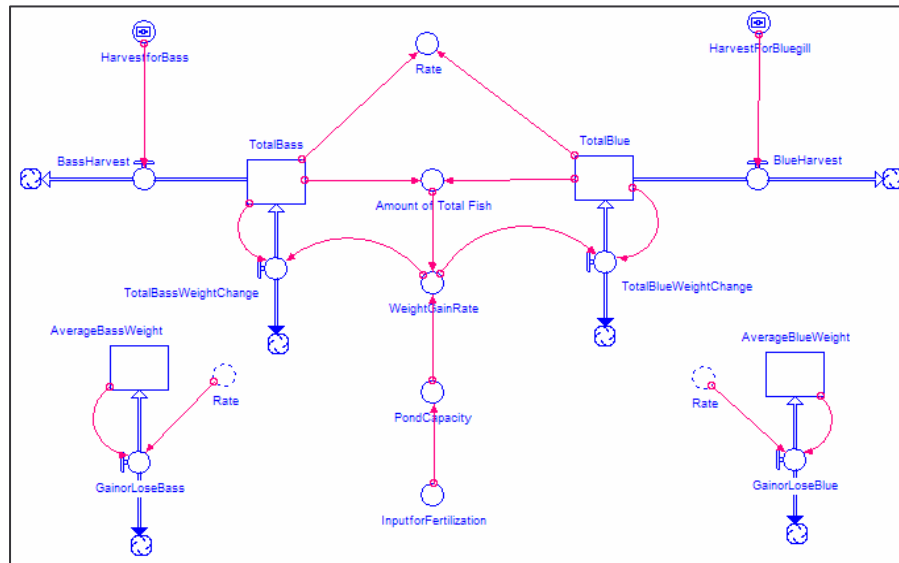 HarvestforBass
HarvestForBluegill
Rate
TotalBass
TotalBlue
BassHarvest
BlueHarvest
Amount of Total Fish
TotalBassWeightChange
TotalBlueWeightChange
WeightGainRate
AverageBassWeight
AverageBlueWeight
Rate
Rate
PondCapacity
GainorLoseBass
GainorLoseBlue
InputforFertilization